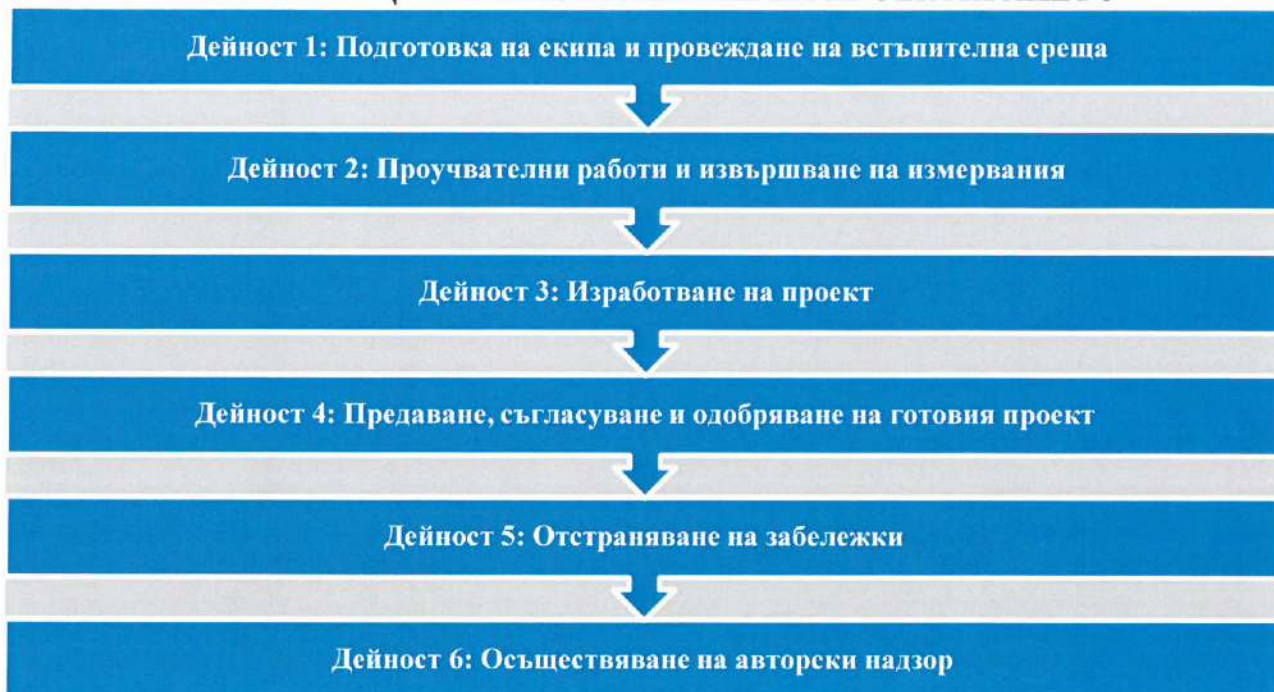 Дейност 1: Подготовка на екипа и провеждане на встъпителна среща
Дейност 2: Проучвателни работи и извършване на измервания
Дейност 3: Изработване на проект
Дейност 4: Предаване, съгласуване и одобряване на готовия проект
Дейност 5: Отстраняване на забележки
Дейност 6: Осъществяване на авторски надзор